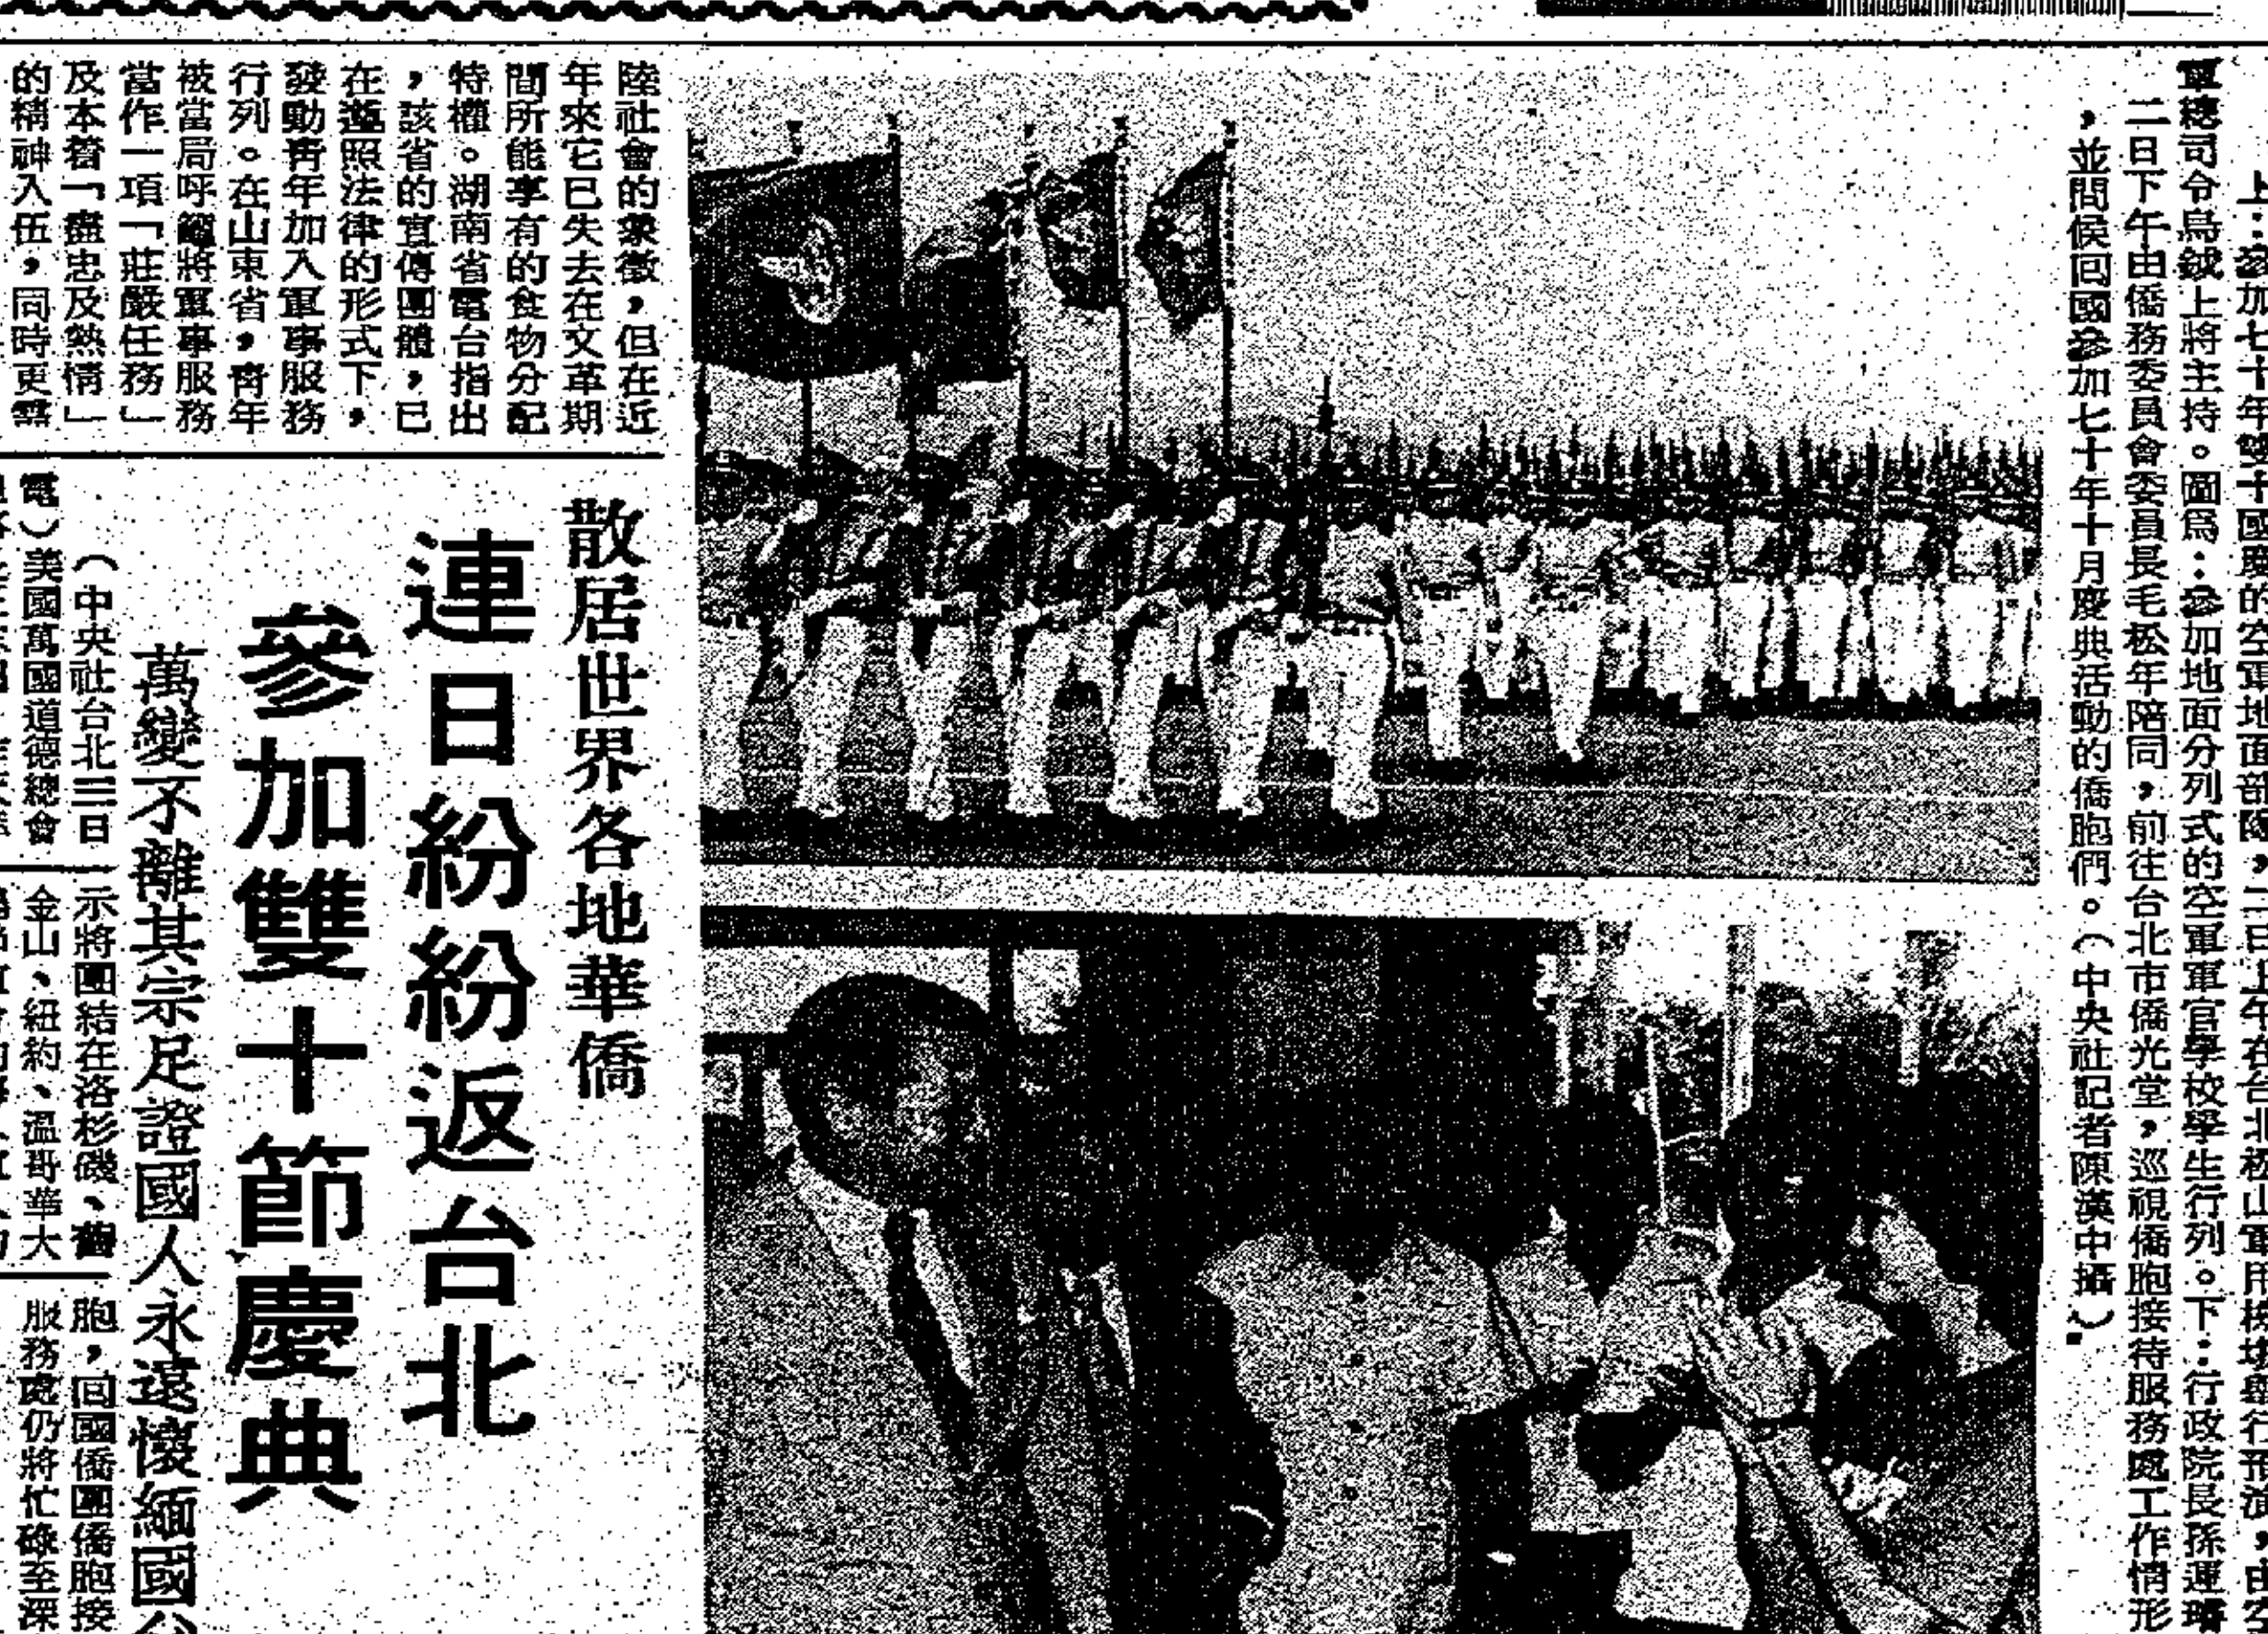 上：參加七十年雙十國慶的空軍地面部隊，二日上午在台北松山軍用機場舉行預演，由空
軍總司令烏鉞上將主持。圖為：參加地面分列式的空軍軍官學校學生行列。下：行政院長孫運璿
二日下午由僑務委員會委員長毛松年陪同，前往台北市僑光堂，巡視僑胞接待服務處工作情形
，並問候回國參加七十年十月慶典活動的僑胞們。（中央社記者陳漢中攝）
陸社會的象徵，但在近
年來它已失去在文革期
間所能享有的食物分配
特權。湖南省電台指出
，該省的宣傳團體，已
在遵照法律的形式下，
發動青年加入軍事服務
行列。在山東省，青年
被當局呼籲將軍事服務
當作一項「莊嚴任務」
及本着「盡忠及熱情」
的精神入伍，同時更需
散居世界各地華僑
連日紛紛返台北
參加雙十節慶典
萬變不離其宗足證國人永遠懷緬國父
（中央社台北三日
電）美國萬國道德總會
示將團結在洛杉磯、舊
金山、紐約、溫哥華大
胞，回國僑團僑胞接
服務處仍將忙碌至深